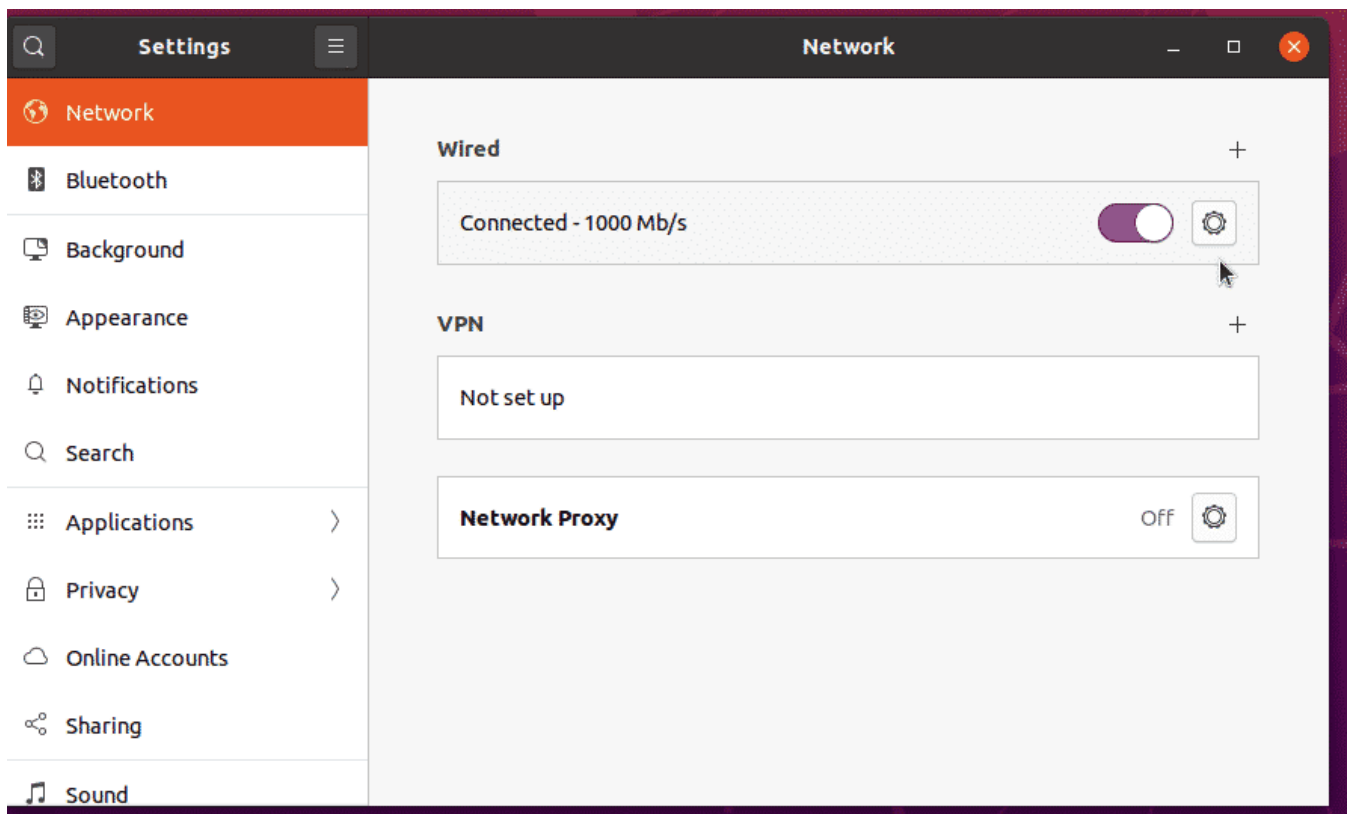 Settings
Network
Network
Bluetooth
Background
Appearance
Notifications
Search
Applications
Privacy
Online Accounts
Sharing
Sound
Wired
Connected - 1000 Mb/s
VPN
Not set up
Network Proxy Off